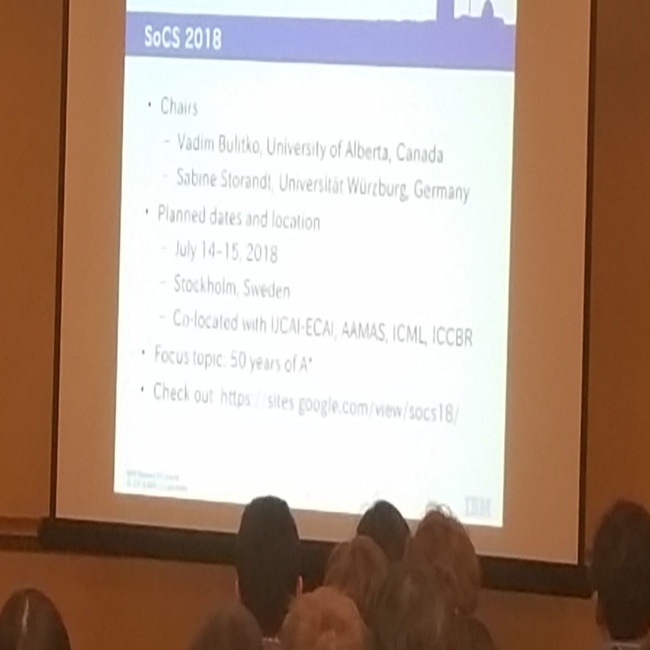 SoCS 2018
• Chairs
– Vadim Bulitko, University of Alberta, Canada
– Sabine Storandt, Universität Würzburg, Germany
• Planned dates and location
– July 14-15, 2018
– Stockholm, Sweden
– Co-located with IJCAI-ECAI, AAMAS, ICML, ICCBR
• Focus topic: 50 years of A*
• Check out https://sites.google.com/view/socs18/
IBM